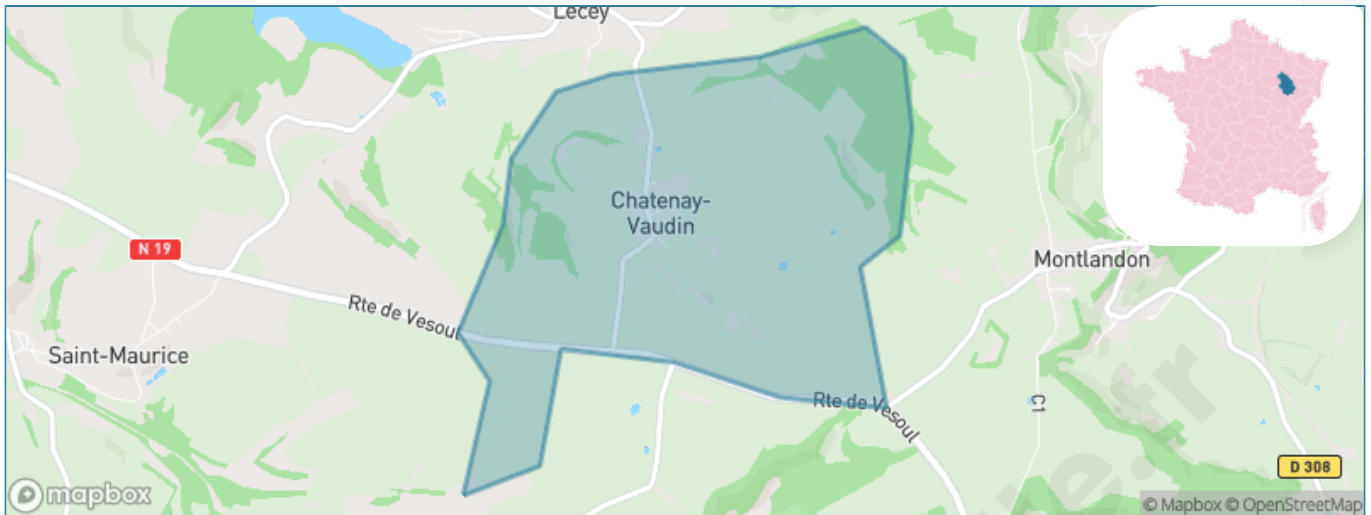 Lecey
Chatenay-
Vaudin
N 19
Montlandon
Rte de Vesoul
Saint-Maurice
Rte de Vesoul
C1
D 308
mapbox
© Mapbox © OpenStreetMap